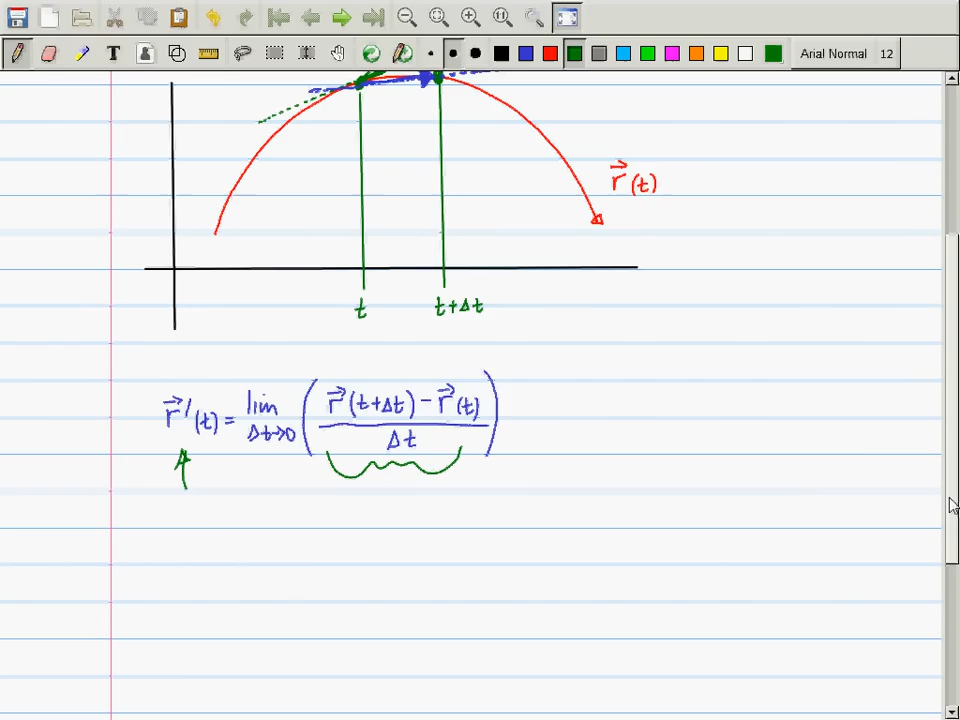 T
Arial Normal 12
r⃗(t)
t t+Δt
r⃗'(t) = lim Δt→0 ( (r⃗(t+Δt) − r⃗(t)) / Δt )